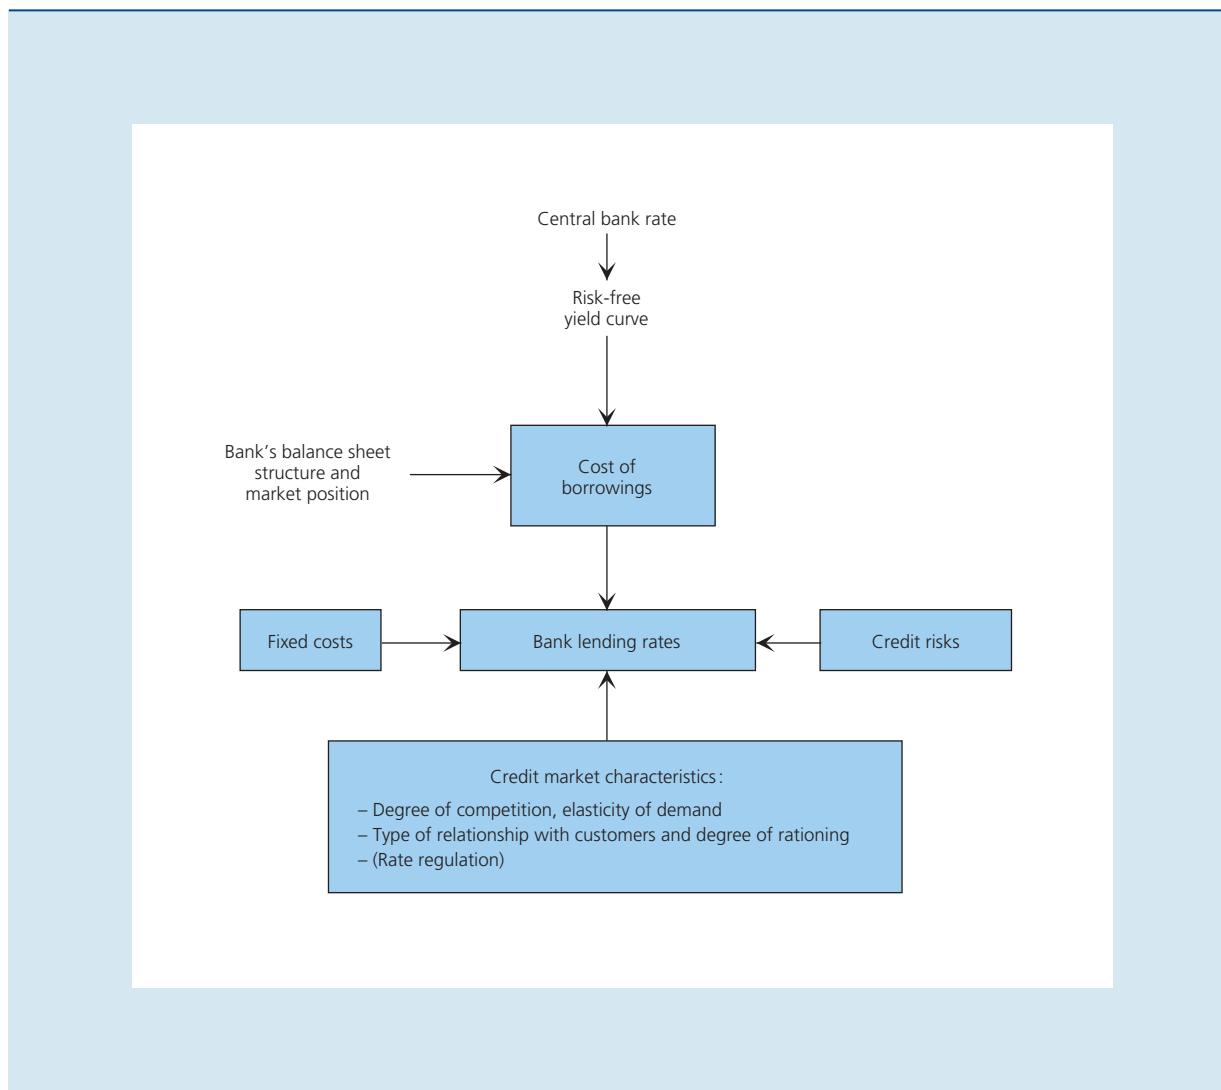 Central bank rate
Risk-free
yield curve
Bank’s balance sheet
structure and
market position
Cost of
borrowings
Fixed costs
Bank lending rates
Credit risks
Credit market characteristics :
– Degree of competition, elasticity of demand
– Type of relationship with customers and degree of rationing
– (Rate regulation)